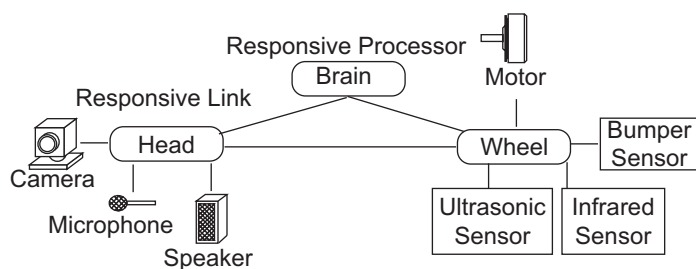 Responsive Processor
Brain
Motor
Responsive Link
Head
Wheel
Bumper
Sensor
Camera
Microphone
Speaker
Ultrasonic
Sensor
Infrared
Sensor